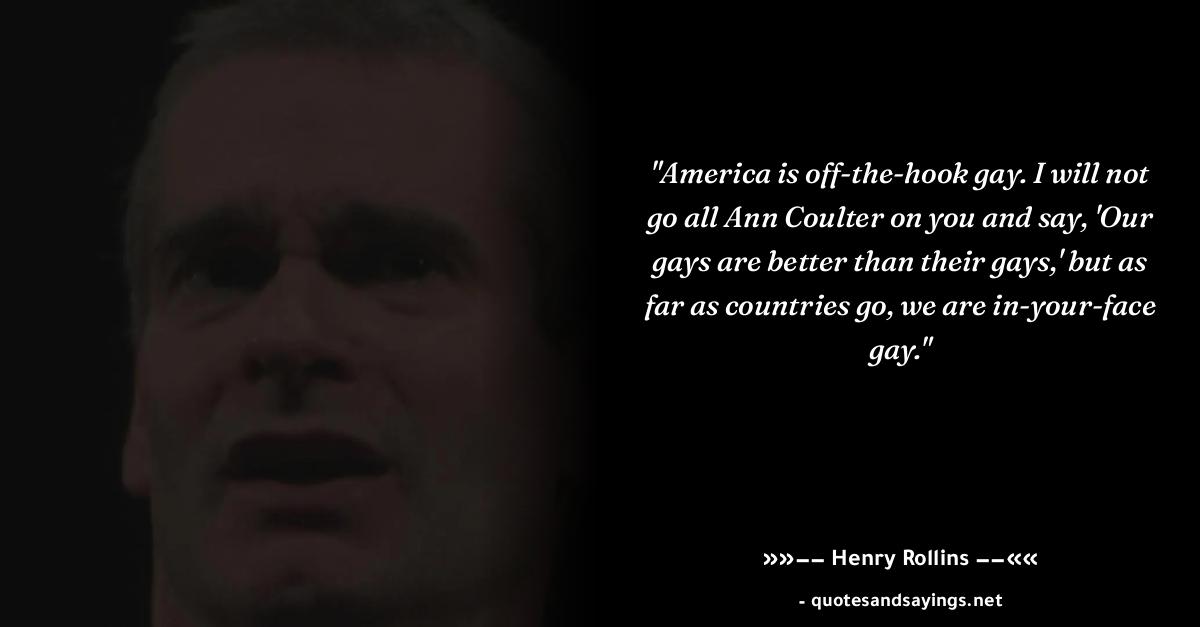 "America is off-the-hook gay. I will not
go all Ann Coulter on you and say, 'Our
gays are better than their gays,' but as
far as countries go, we are in-your-face
gay."
»»–– Henry Rollins ––««
- quotesandsayings.net